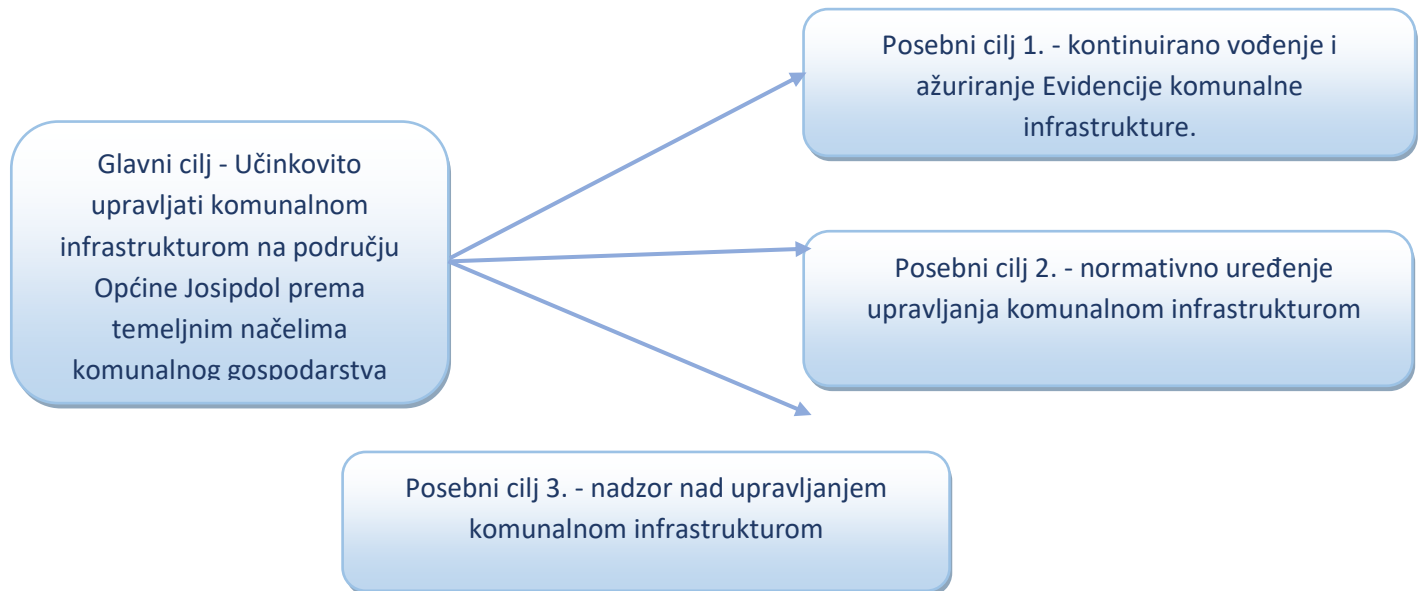 Glavni cilj - Učinkovito
upravljati komunalnom
infrastrukturom na području
Općine Josipdol prema
temeljnim načelima
komunalnog gospodarstva
Posebni cilj 1. - kontinuirano vođenje i
ažuriranje Evidencije komunalne
infrastrukture.
Posebni cilj 2. - normativno uređenje
upravljanja komunalnom infrastrukturom
Posebni cilj 3. - nadzor nad upravljanjem
komunalnom infrastrukturom